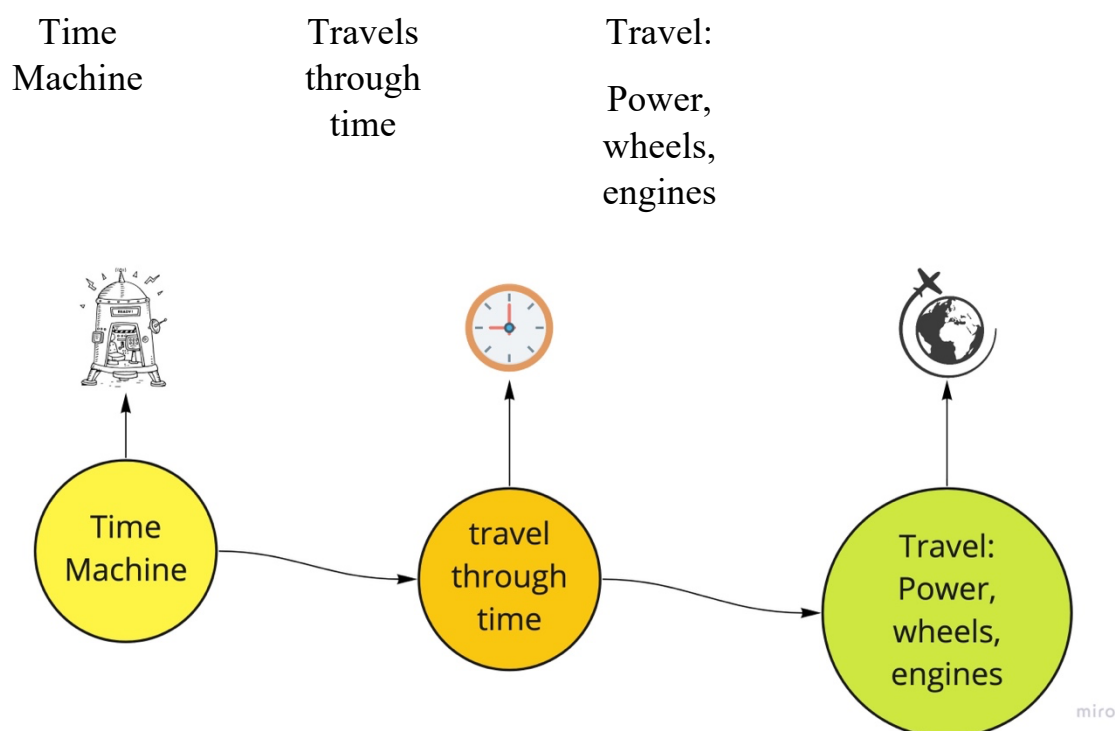 Time
Machine
Travels
through
time
Travel:
Power,
wheels,
engines
READY!
Time
Machine
travel
through
time
Travel:
Power,
wheels,
engines
miro